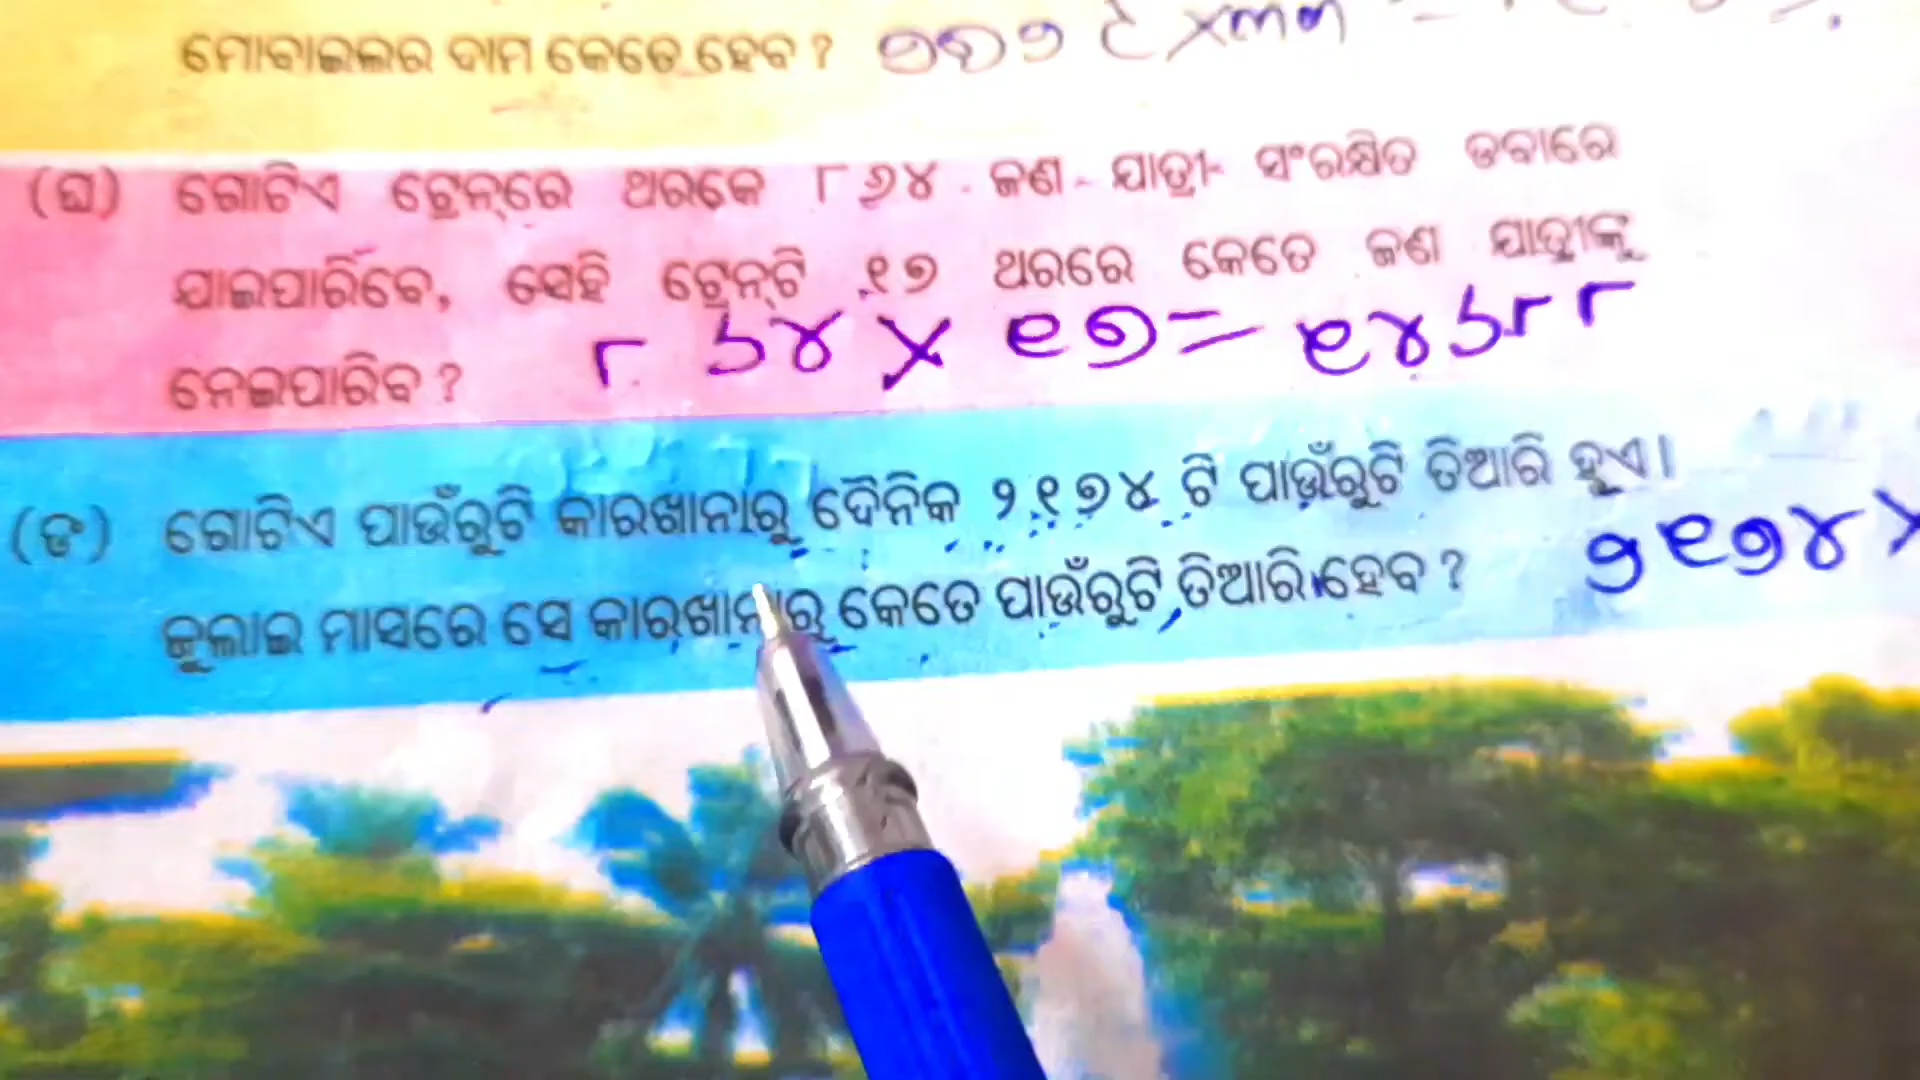 ମୋବାଇଲର ଦାମ କେତେ ହେବ ?
(ଘ) ଗୋଟିଏ ଟ୍ରେନ୍‌ରେ ଥରକେ ୮୬୪ ଜଣ ଯାତ୍ରୀ ସଂରକ୍ଷିତ ଡବାରେ
ଯାଇପାରିବେ, ସେହି ଟ୍ରେନ୍‌ଟି ୧୭ ଥରରେ କେତେ ଜଣ ଯାତ୍ରୀଙ୍କୁ
ନେଇପାରିବ ? ୮୬୪ × ୧୭ = ୧୪୬୮୮
(ଙ) ଗୋଟିଏ ପାଉଁରୁଟି କାରଖାନାରୁ ଦୈନିକ ୨୧୭୪ ଟି ପାଉଁରୁଟି ତିଆରି ହୁଏ।
ଜୁଲାଇ ମାସରେ ସେ କାରଖାନାରୁ କେତେ ପାଉଁରୁଟି ତିଆରି ହେବ ? ୨୧୭୪ ×